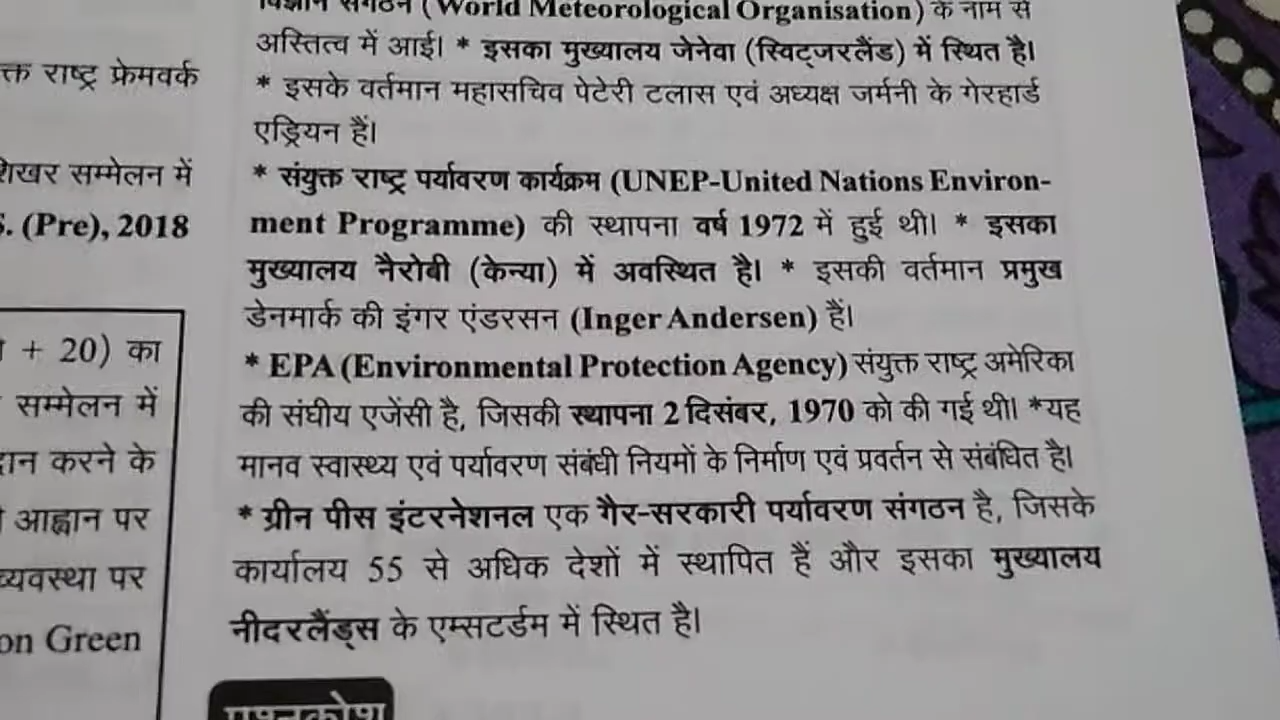 क्त राष्ट्र फ्रेमवर्क
शिखर सम्मेलन में
S. (Pre), 2018
+ 20) का
सम्मेलन में
दान करने के
आह्वान पर
व्यवस्था पर
on Green
विज्ञान संगठन (World Meteorological Organisation) के नाम से
अस्तित्व में आई। * इसका मुख्यालय जेनेवा (स्विट्जरलैंड) में स्थित है।
* इसके वर्तमान महासचिव पेटेरी टलास एवं अध्यक्ष जर्मनी के गेरहार्ड
एड्रियन हैं।
* संयुक्त राष्ट्र पर्यावरण कार्यक्रम (UNEP-United Nations Environ-
ment Programme) की स्थापना वर्ष 1972 में हुई थी। * इसका
मुख्यालय नैरोबी (केन्या) में अवस्थित है। * इसकी वर्तमान प्रमुख
डेनमार्क की इंगर एंडरसन (Inger Andersen) हैं।
* EPA (Environmental Protection Agency) संयुक्त राष्ट्र अमेरिका
की संघीय एजेंसी है, जिसकी स्थापना 2 दिसंबर, 1970 को की गई थी। *यह
मानव स्वास्थ्य एवं पर्यावरण संबंधी नियमों के निर्माण एवं प्रवर्तन से संबंधित है।
* ग्रीन पीस इंटरनेशनल एक गैर-सरकारी पर्यावरण संगठन है, जिसके
कार्यालय 55 से अधिक देशों में स्थापित हैं और इसका मुख्यालय
नीदरलैंड्स के एम्सटर्डम में स्थित है।
प्रश्नकोश